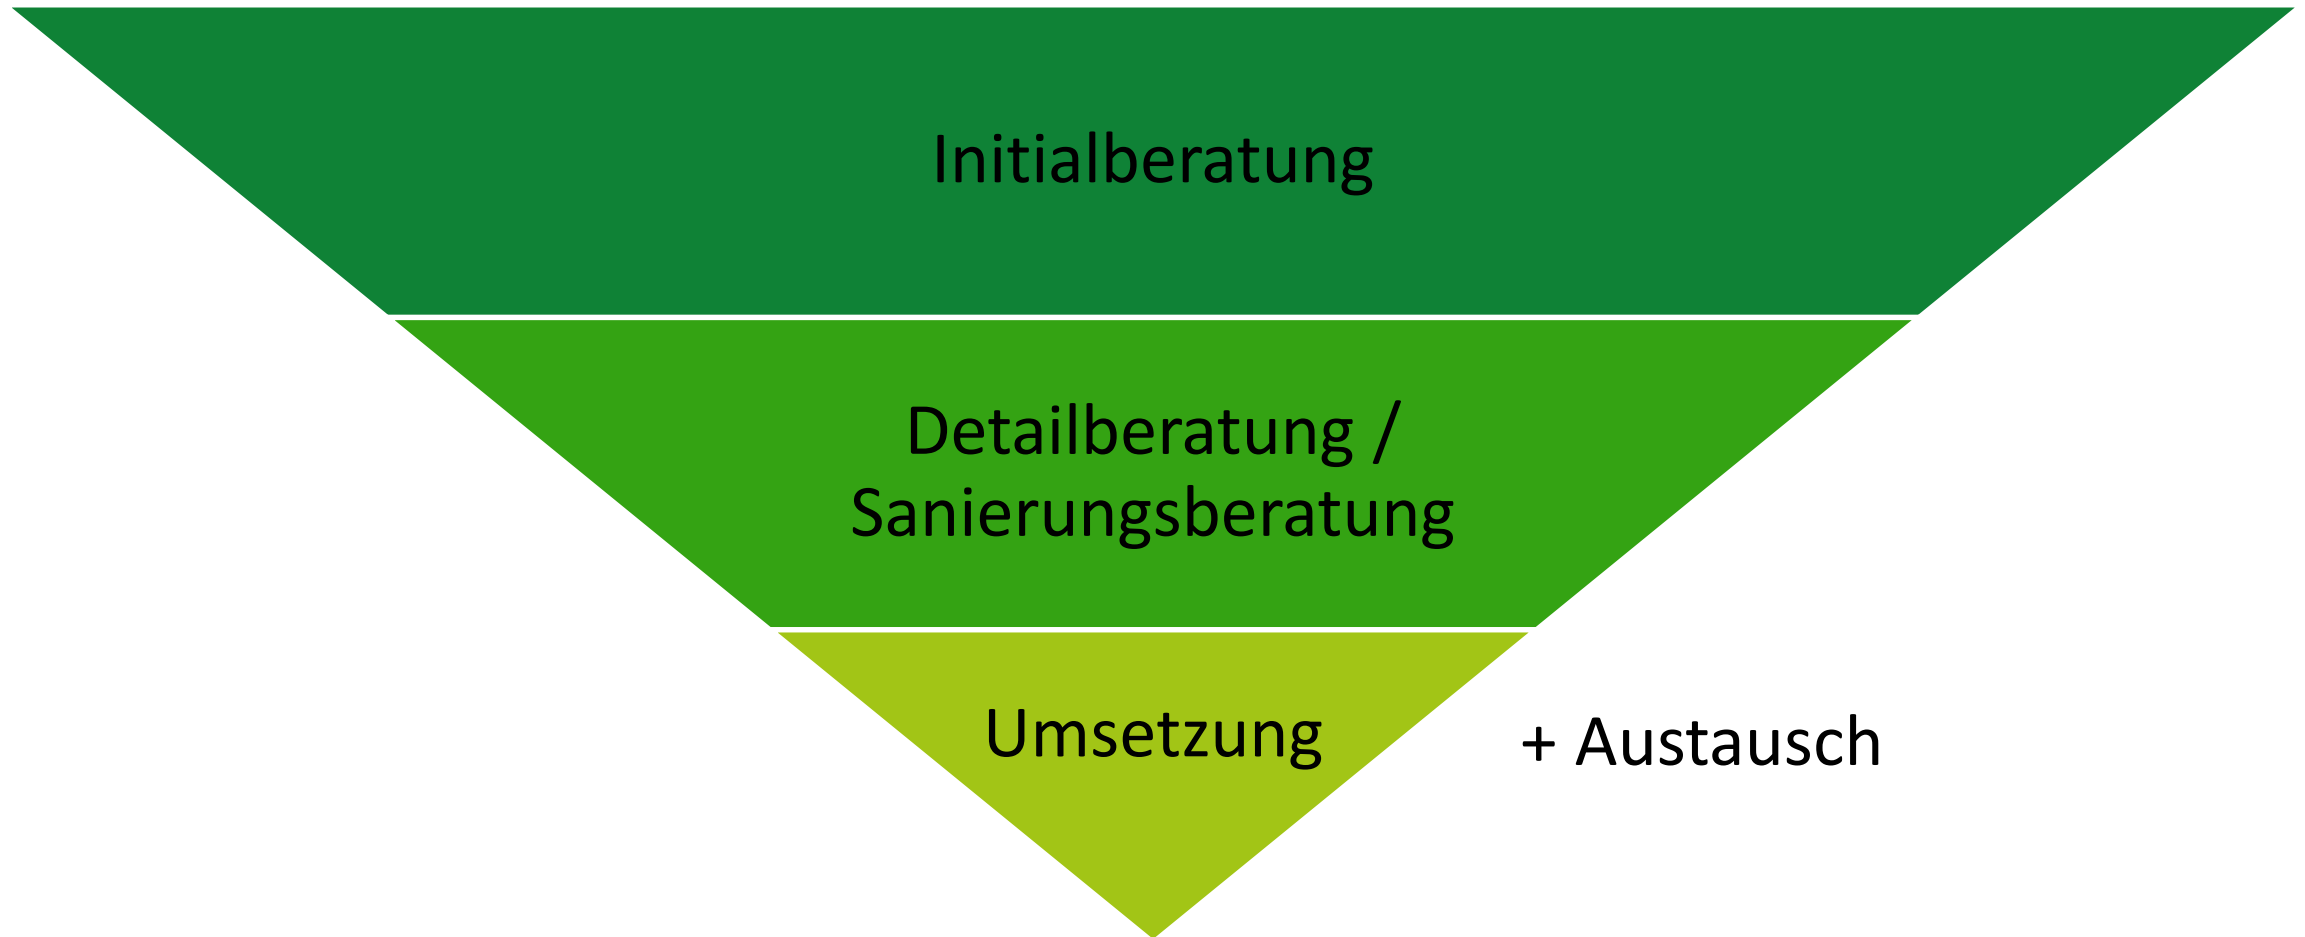 Initialberatung
Detailberatung /
Sanierungsberatung
Umsetzung
+ Austausch